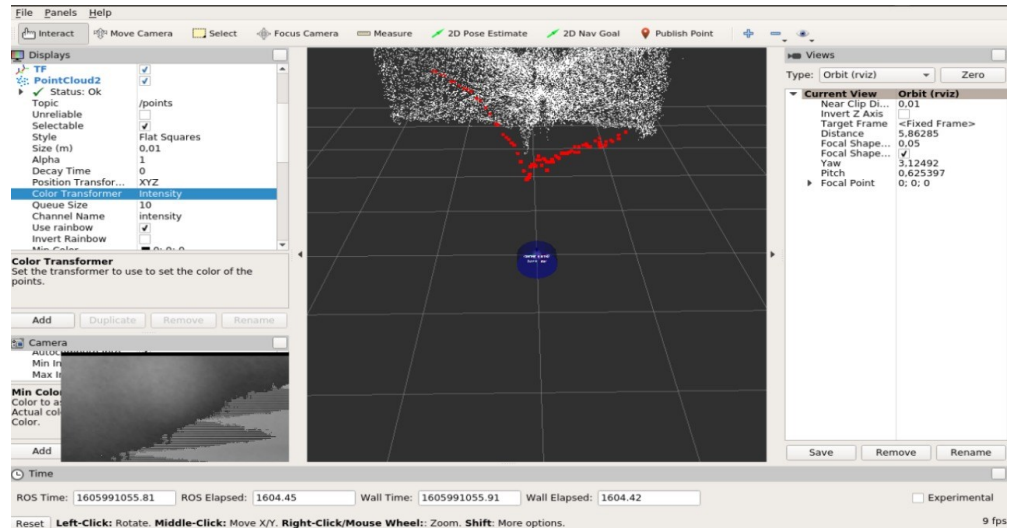 File Panels Help
Interact Move Camera Select Focus Camera Measure 2D Pose Estimate 2D Nav Goal Publish Point
Displays
TF
PointCloud2
Status: Ok
Topic /points
Unreliable
Selectable
Style Flat Squares
Size (m) 0,01
Alpha 1
Decay Time 0
Position Transfor... XYZ
Color Transformer Intensity
Queue Size 10
Channel Name intensity
Use rainbow
Invert Rainbow
Min Color 0; 0; 0
Color Transformer
Set the transformer to use to set the color of the
points.
Add Duplicate Remove Rename
Camera
Min In
Max I
Min Colo
Color to a
Actual col
Color.
Add
Views
Type: Orbit (rviz) Zero
Current View Orbit (rviz)
Near Clip Di... 0,01
Invert Z Axis
Target Frame <Fixed Frame>
Distance 5,86285
Focal Shape... 0,05
Focal Shape...
Yaw 3,12492
Pitch 0,625397
Focal Point 0; 0; 0
Save Remove Rename
Time
ROS Time: 1605991055.81 ROS Elapsed: 1604.45 Wall Time: 1605991055.91 Wall Elapsed: 1604.42 Experimental
Reset Left-Click: Rotate. Middle-Click: Move X/Y. Right-Click/Mouse Wheel:: Zoom. Shift: More options. 9 fps